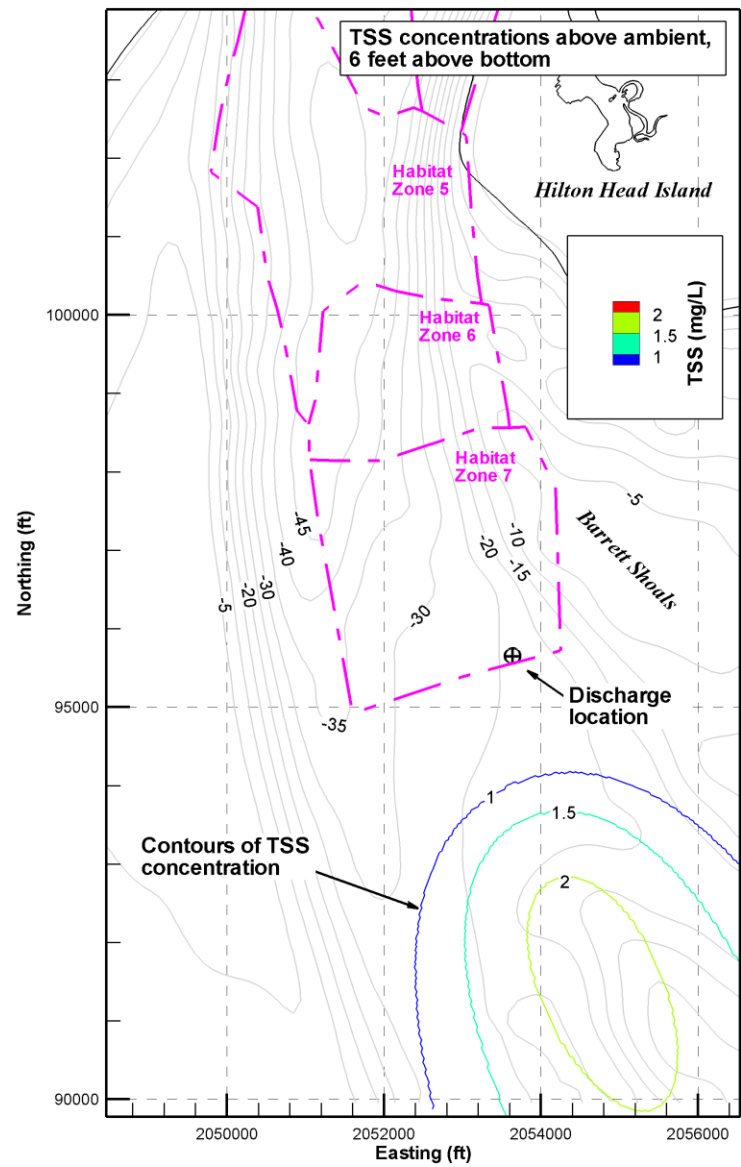 TSS concentrations above ambient,
6 feet above bottom
Habitat
Zone 5
Hilton Head Island
2
1.5
1
TSS (mg/L)
100000
Habitat
Zone 6
Habitat
Zone 7
-5
Barrett Shoals
-45
-40
-30
-20
-5
-10
-20
-15
-30
Northing (ft)
95000
-35
Discharge
location
1
1.5
Contours of TSS
concentration
2
90000
2050000
2052000
2054000
2056000
Easting (ft)